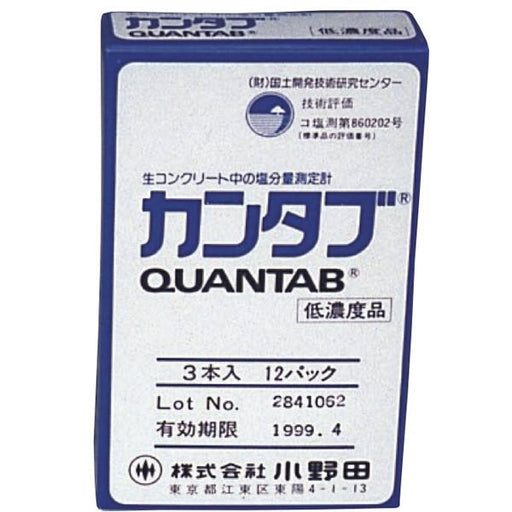 カンタブ®
QUANTAB®
低濃度品
(財)国土開発技術研究センター
技術評価
コ塩測第860202号
(標準品の評価番号)
生コンクリート中の塩分量測定計
カンタブ®
QUANTAB®
低濃度品
3本入 12パック
Lot No. 2841062
有効期限 1999.4
株式会社 小野田
東京都江東区東陽4-1-13